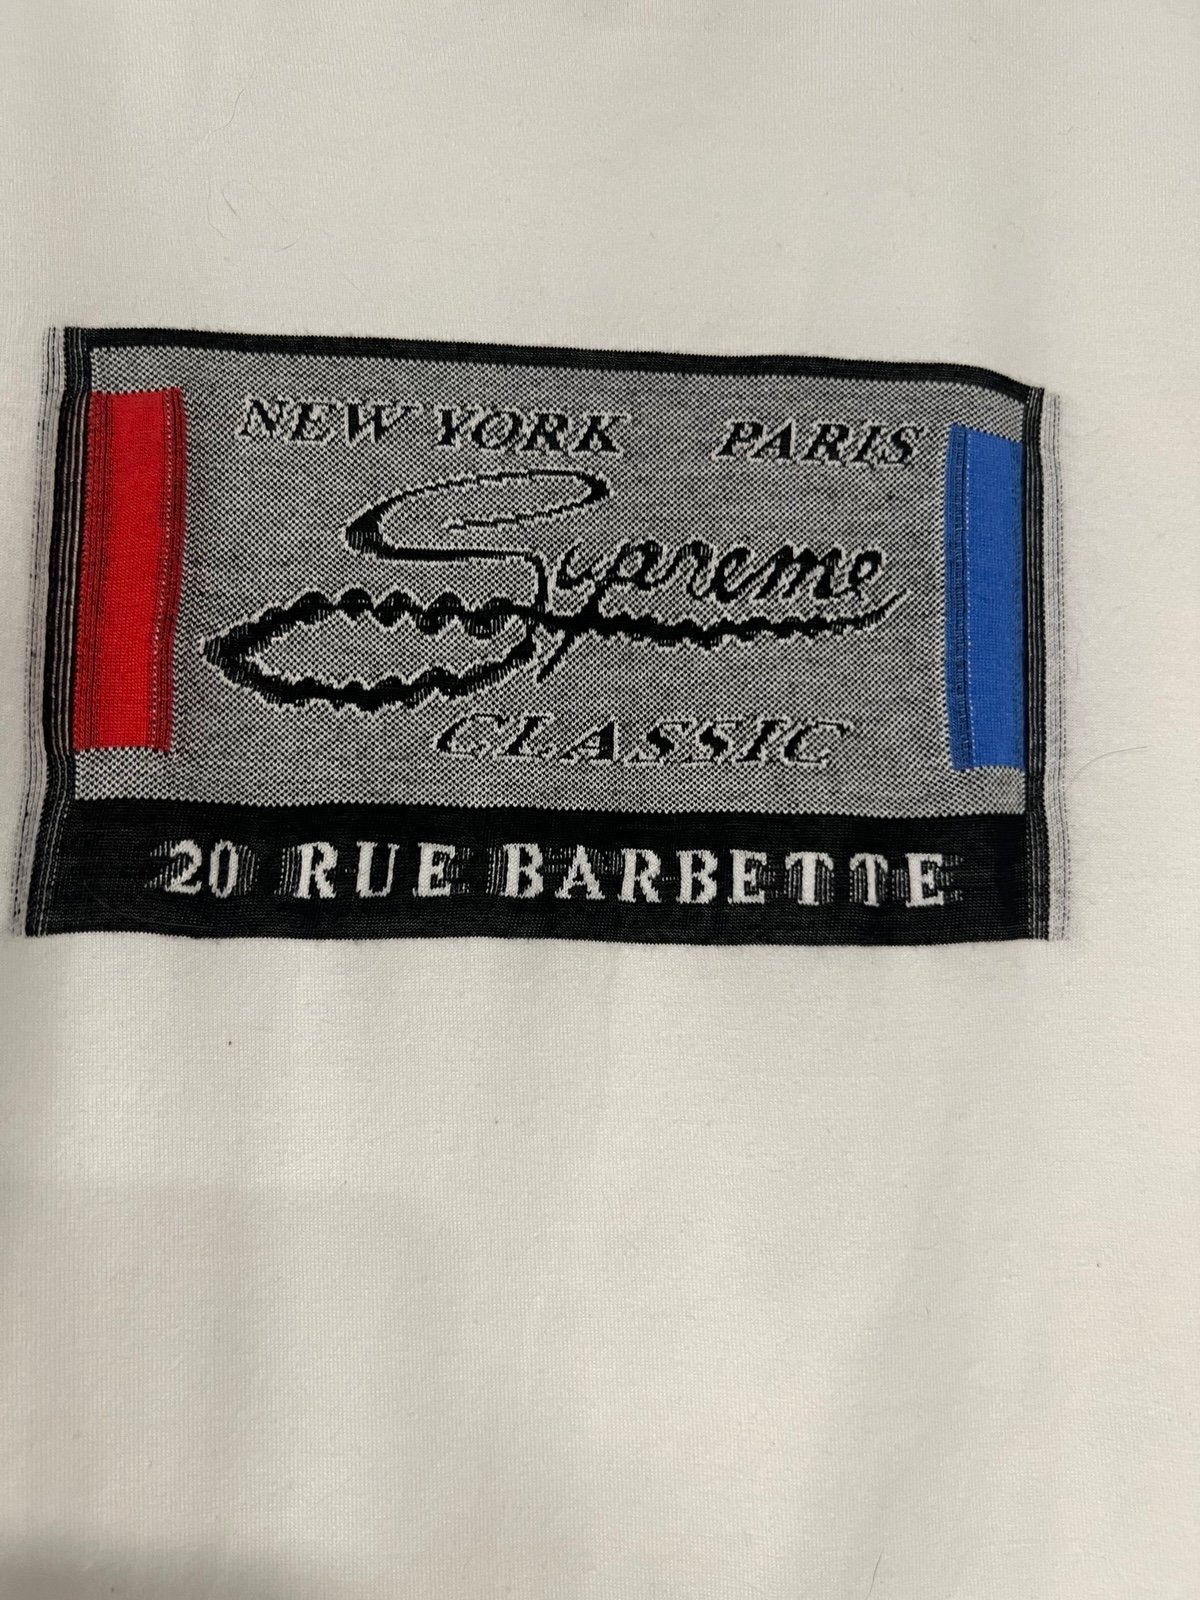 NEW YORK PARIS
Supreme
CLASSIC
20 RUE BARBETTE